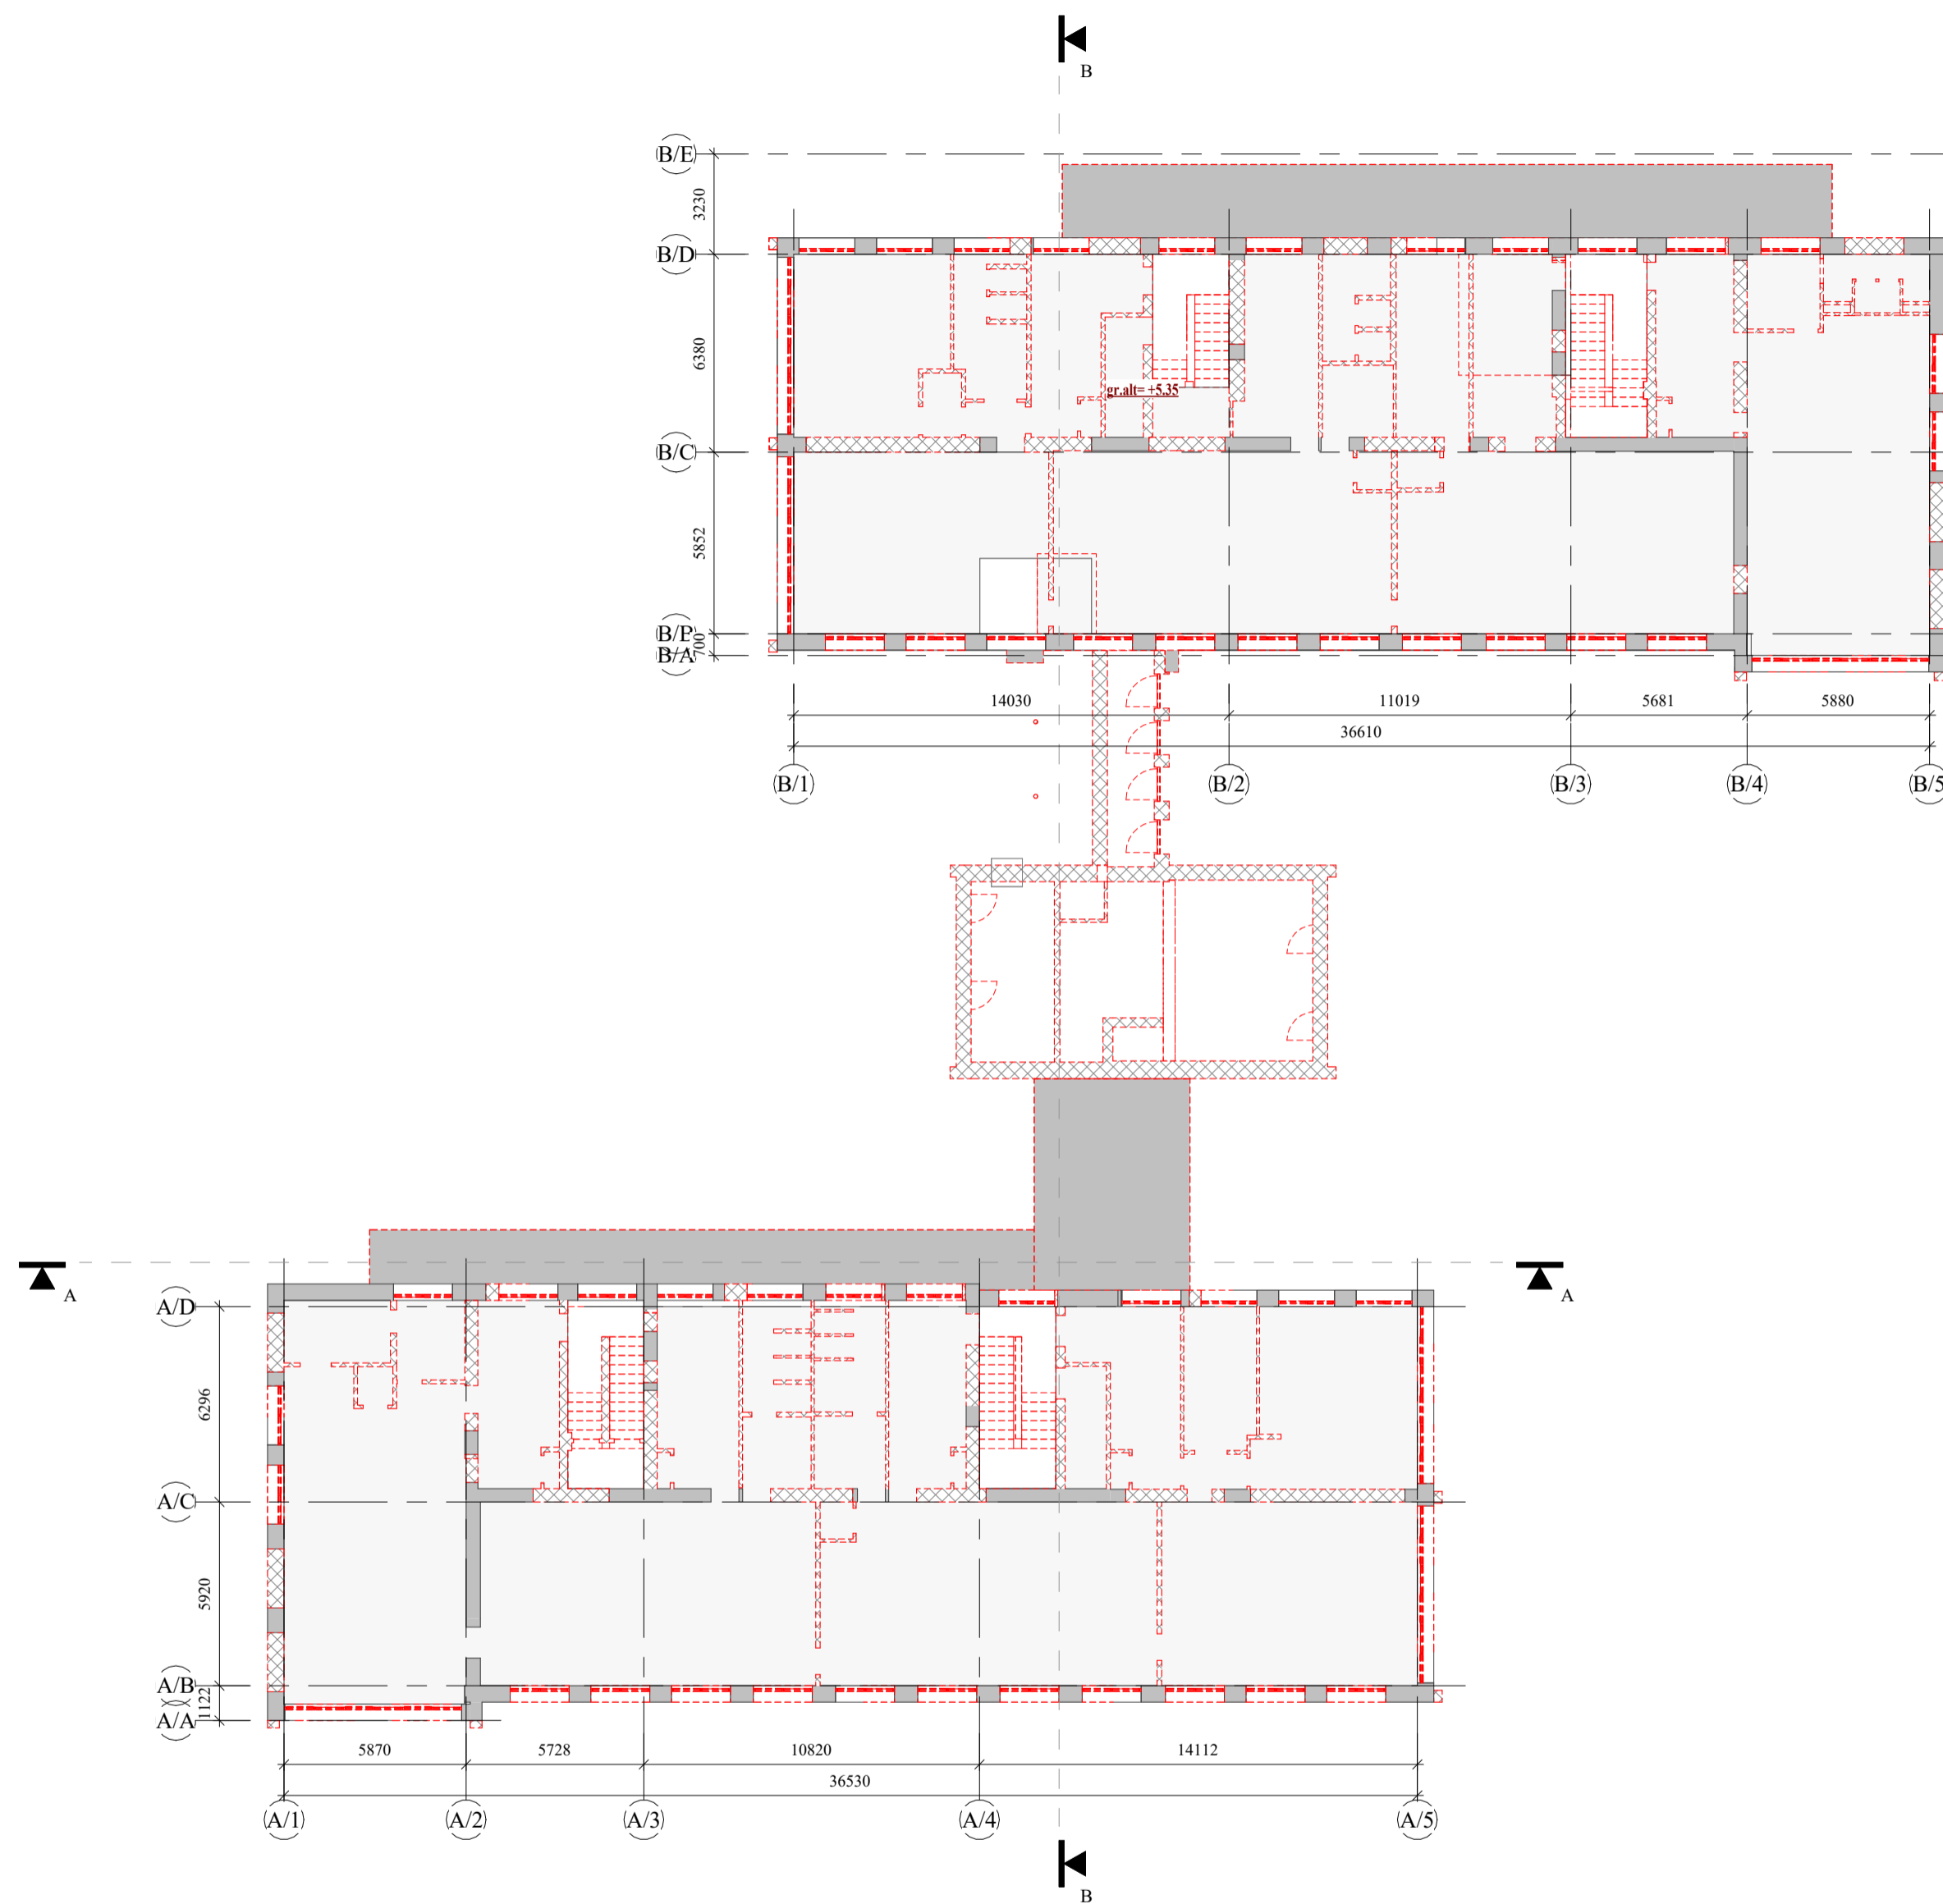 B
B/E
3230
B/D
6380
gr.alt= +5.35
B/C
5852
B/B
700
B/A
14030 11019 5681 5880
36610
B/1 B/2 B/3 B/4 B/5
A A
A/D
6296
A/C
5920
A/B
1122
A/A
5870 5728 10820 14112
36530
A/1 A/2 A/3 A/4 A/5
B